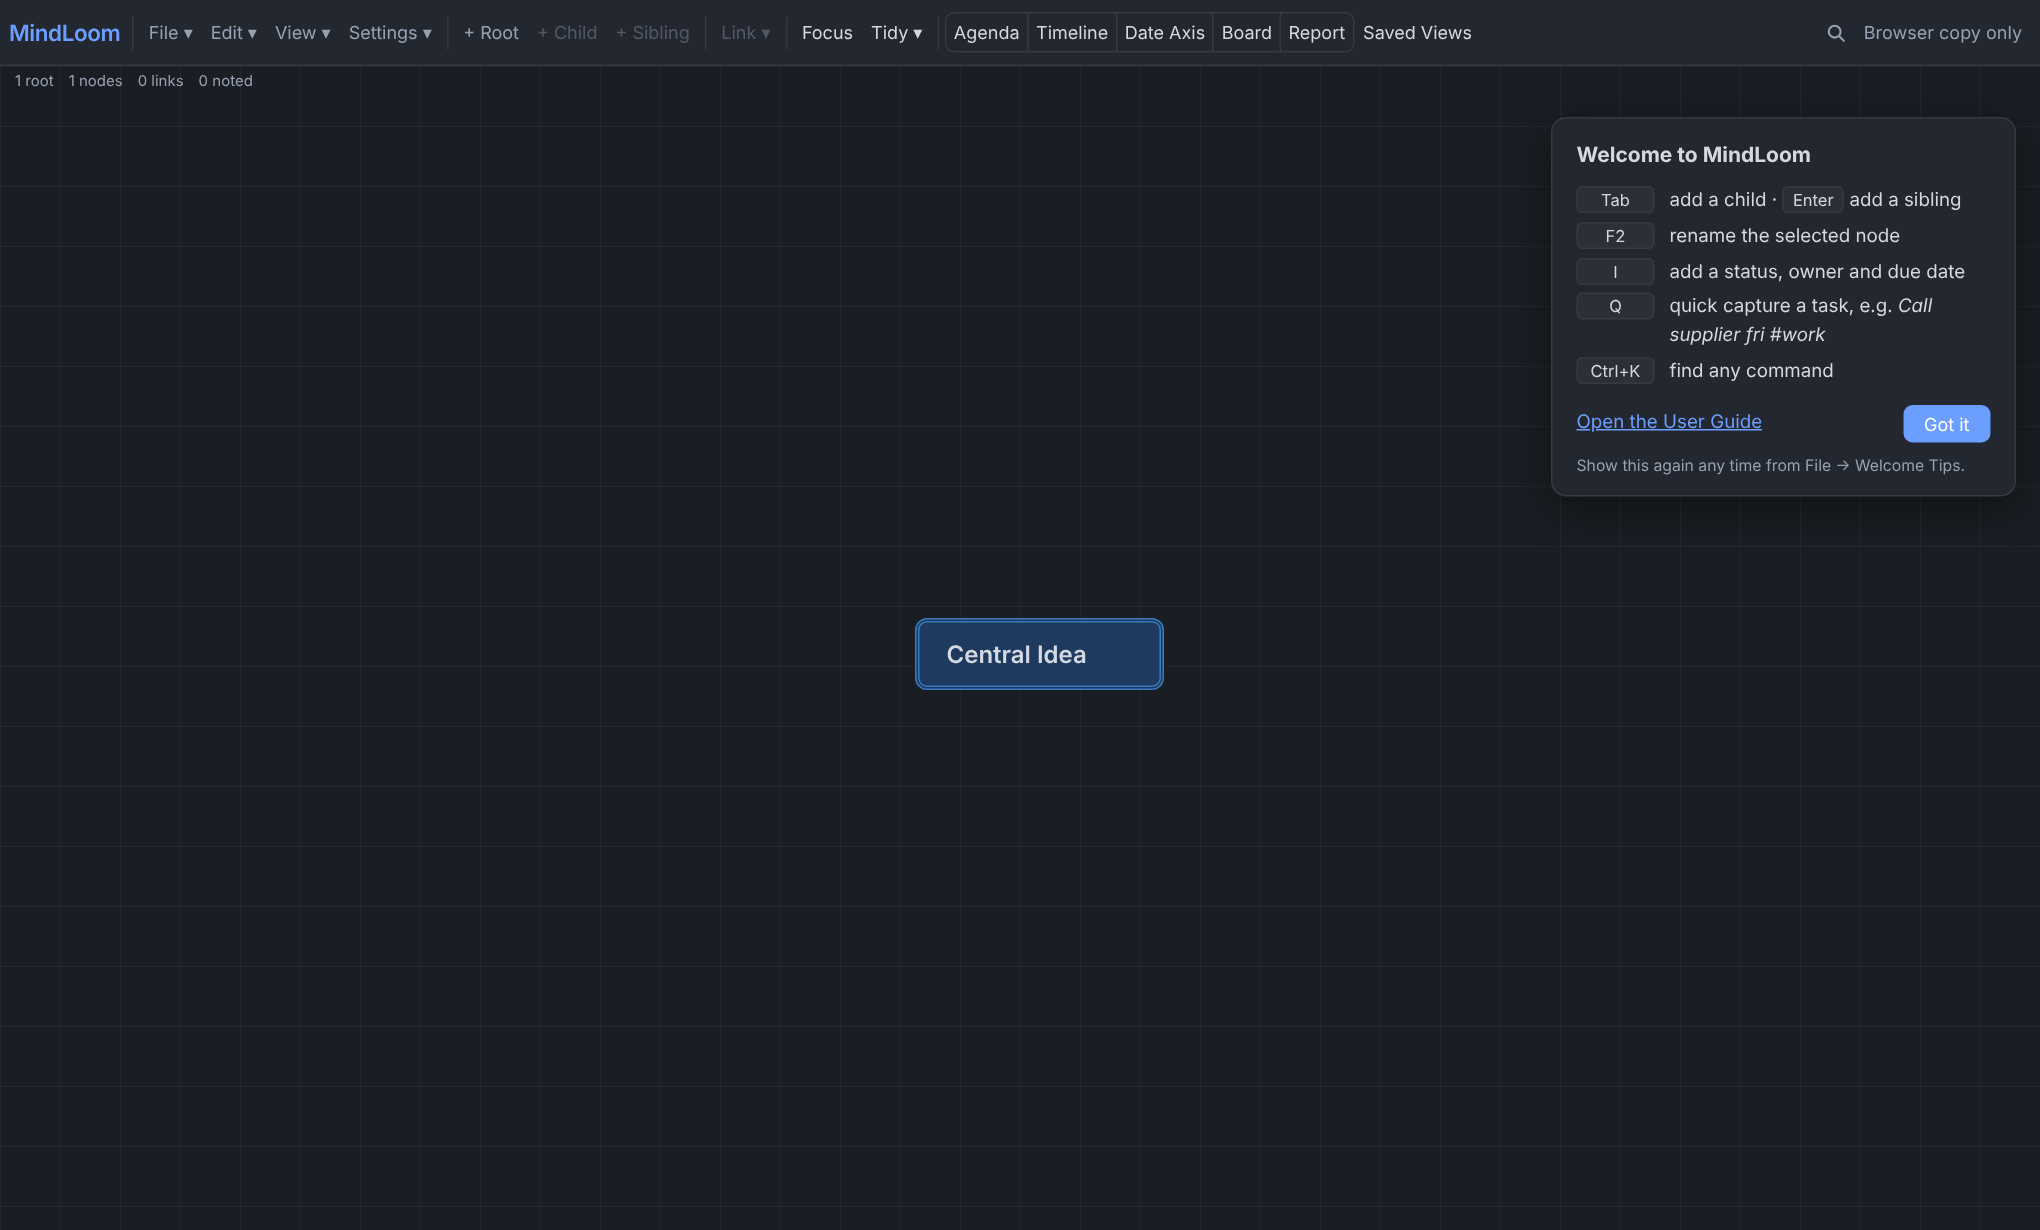 MindLoom File ▾ Edit ▾ View ▾ Settings ▾ + Root + Child + Sibling Link ▾ Focus Tidy ▾ Agenda Timeline Date Axis Board Report Saved Views Browser copy only
1 root 1 nodes 0 links 0 noted
Welcome to MindLoom
Tab add a child · Enter add a sibling
F2 rename the selected node
I add a status, owner and due date
Q quick capture a task, e.g. Call
supplier fri #work
Ctrl+K find any command
Open the User Guide Got it
Show this again any time from File → Welcome Tips.
Central Idea